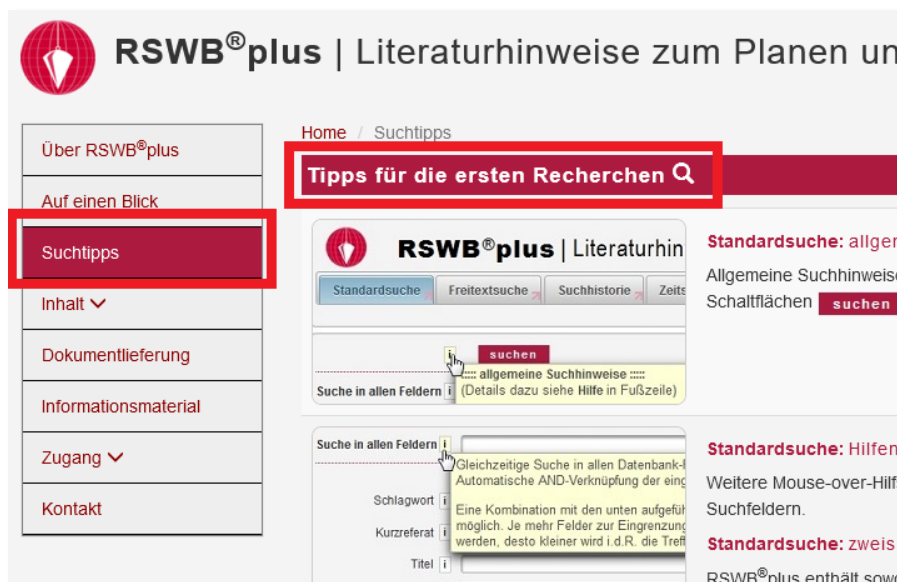 RSWB®plus | Literaturhinweise zum Planen un
Über RSWB®plus
Auf einen Blick
Suchtipps
Inhalt
Dokumentlieferung
Informationsmaterial
Zugang
Kontakt
Home / Suchtipps
Tipps für die ersten Recherchen
RSWB®plus | Literaturhin
Standardsuche Freitextsuche Suchhistorie Zeits
i suchen
::::: allgemeine Suchhinweise :::::
Suche in allen Feldern i (Details dazu siehe Hilfe in Fußzeile)
Standardsuche: allger
Allgemeine Suchhinweise
Schaltflächen suchen
Suche in allen Feldern i
Gleichzeitige Suche in allen Datenbank-F
Automatische AND-Verknüpfung der eing
Schlagwort i
Eine Kombination mit den unten aufgefüh
Kurzreferat i
möglich. Je mehr Felder zur Eingrenzung
werden, desto kleiner wird i.d.R. die Treff
Titel i
Standardsuche: Hilfen
Weitere Mouse-over-Hilf
Suchfeldern.
Standardsuche: zweis
RSWB®plus enthält sowo